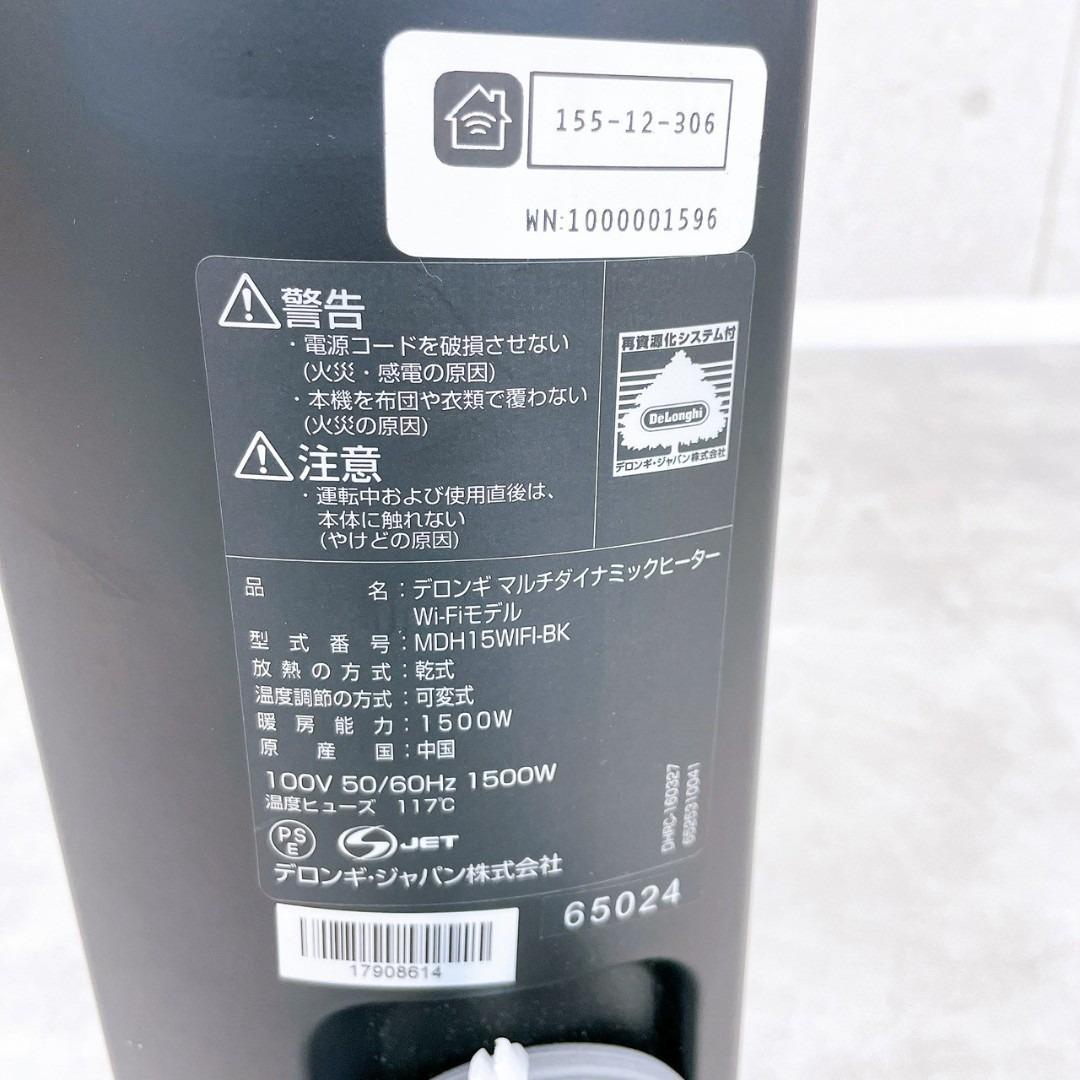 155-12-306
WN:1000001596
警告
・電源コードを破損させない
(火災・感電の原因)
・本機を布団や衣類で覆わない
(火災の原因)
注意
・運転中および使用直後は、
本体に触れない
(やけどの原因)
再資源化システム付
DeLonghi
デロンギ・ジャパン株式会社
品名：デロンギ マルチダイナミックヒーター
Wi-Fiモデル
型式番号：MDH15WIFI-BK
放熱の方式：乾式
温度調節の方式：可変式
暖房能力：1500W
原産国：中国
100V 50/60Hz 1500W
温度ヒューズ 117℃
PS
E
JET
デロンギ・ジャパン株式会社
DHRC-160327
6525310041
65024
17908614